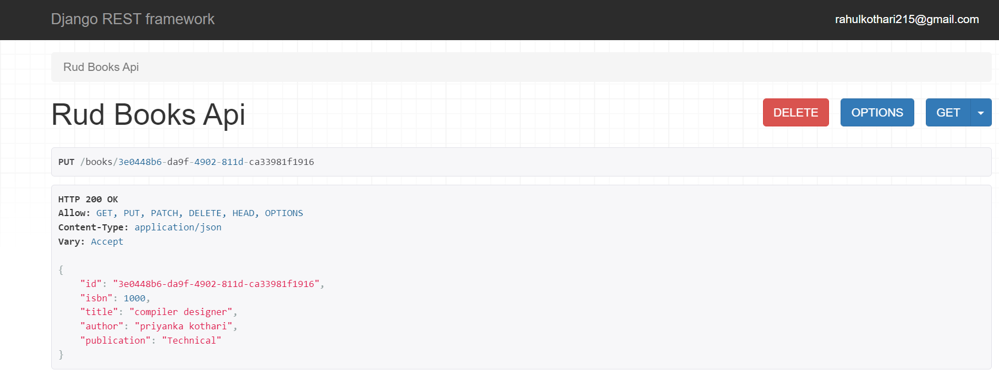 Django REST framework
rahulkothari215@gmail.com
Rud Books Api
Rud Books Api
DELETE
OPTIONS
GET
PUT /books/3e0448b6-da9f-4902-811d-ca33981f1916
HTTP 200 OK
Allow: GET, PUT, PATCH, DELETE, HEAD, OPTIONS
Content-Type: application/json
Vary: Accept
{
    "id": "3e0448b6-da9f-4902-811d-ca33981f1916",
    "isbn": 1000,
    "title": "compiler designer",
    "author": "priyanka kothari",
    "publication": "Technical"
}